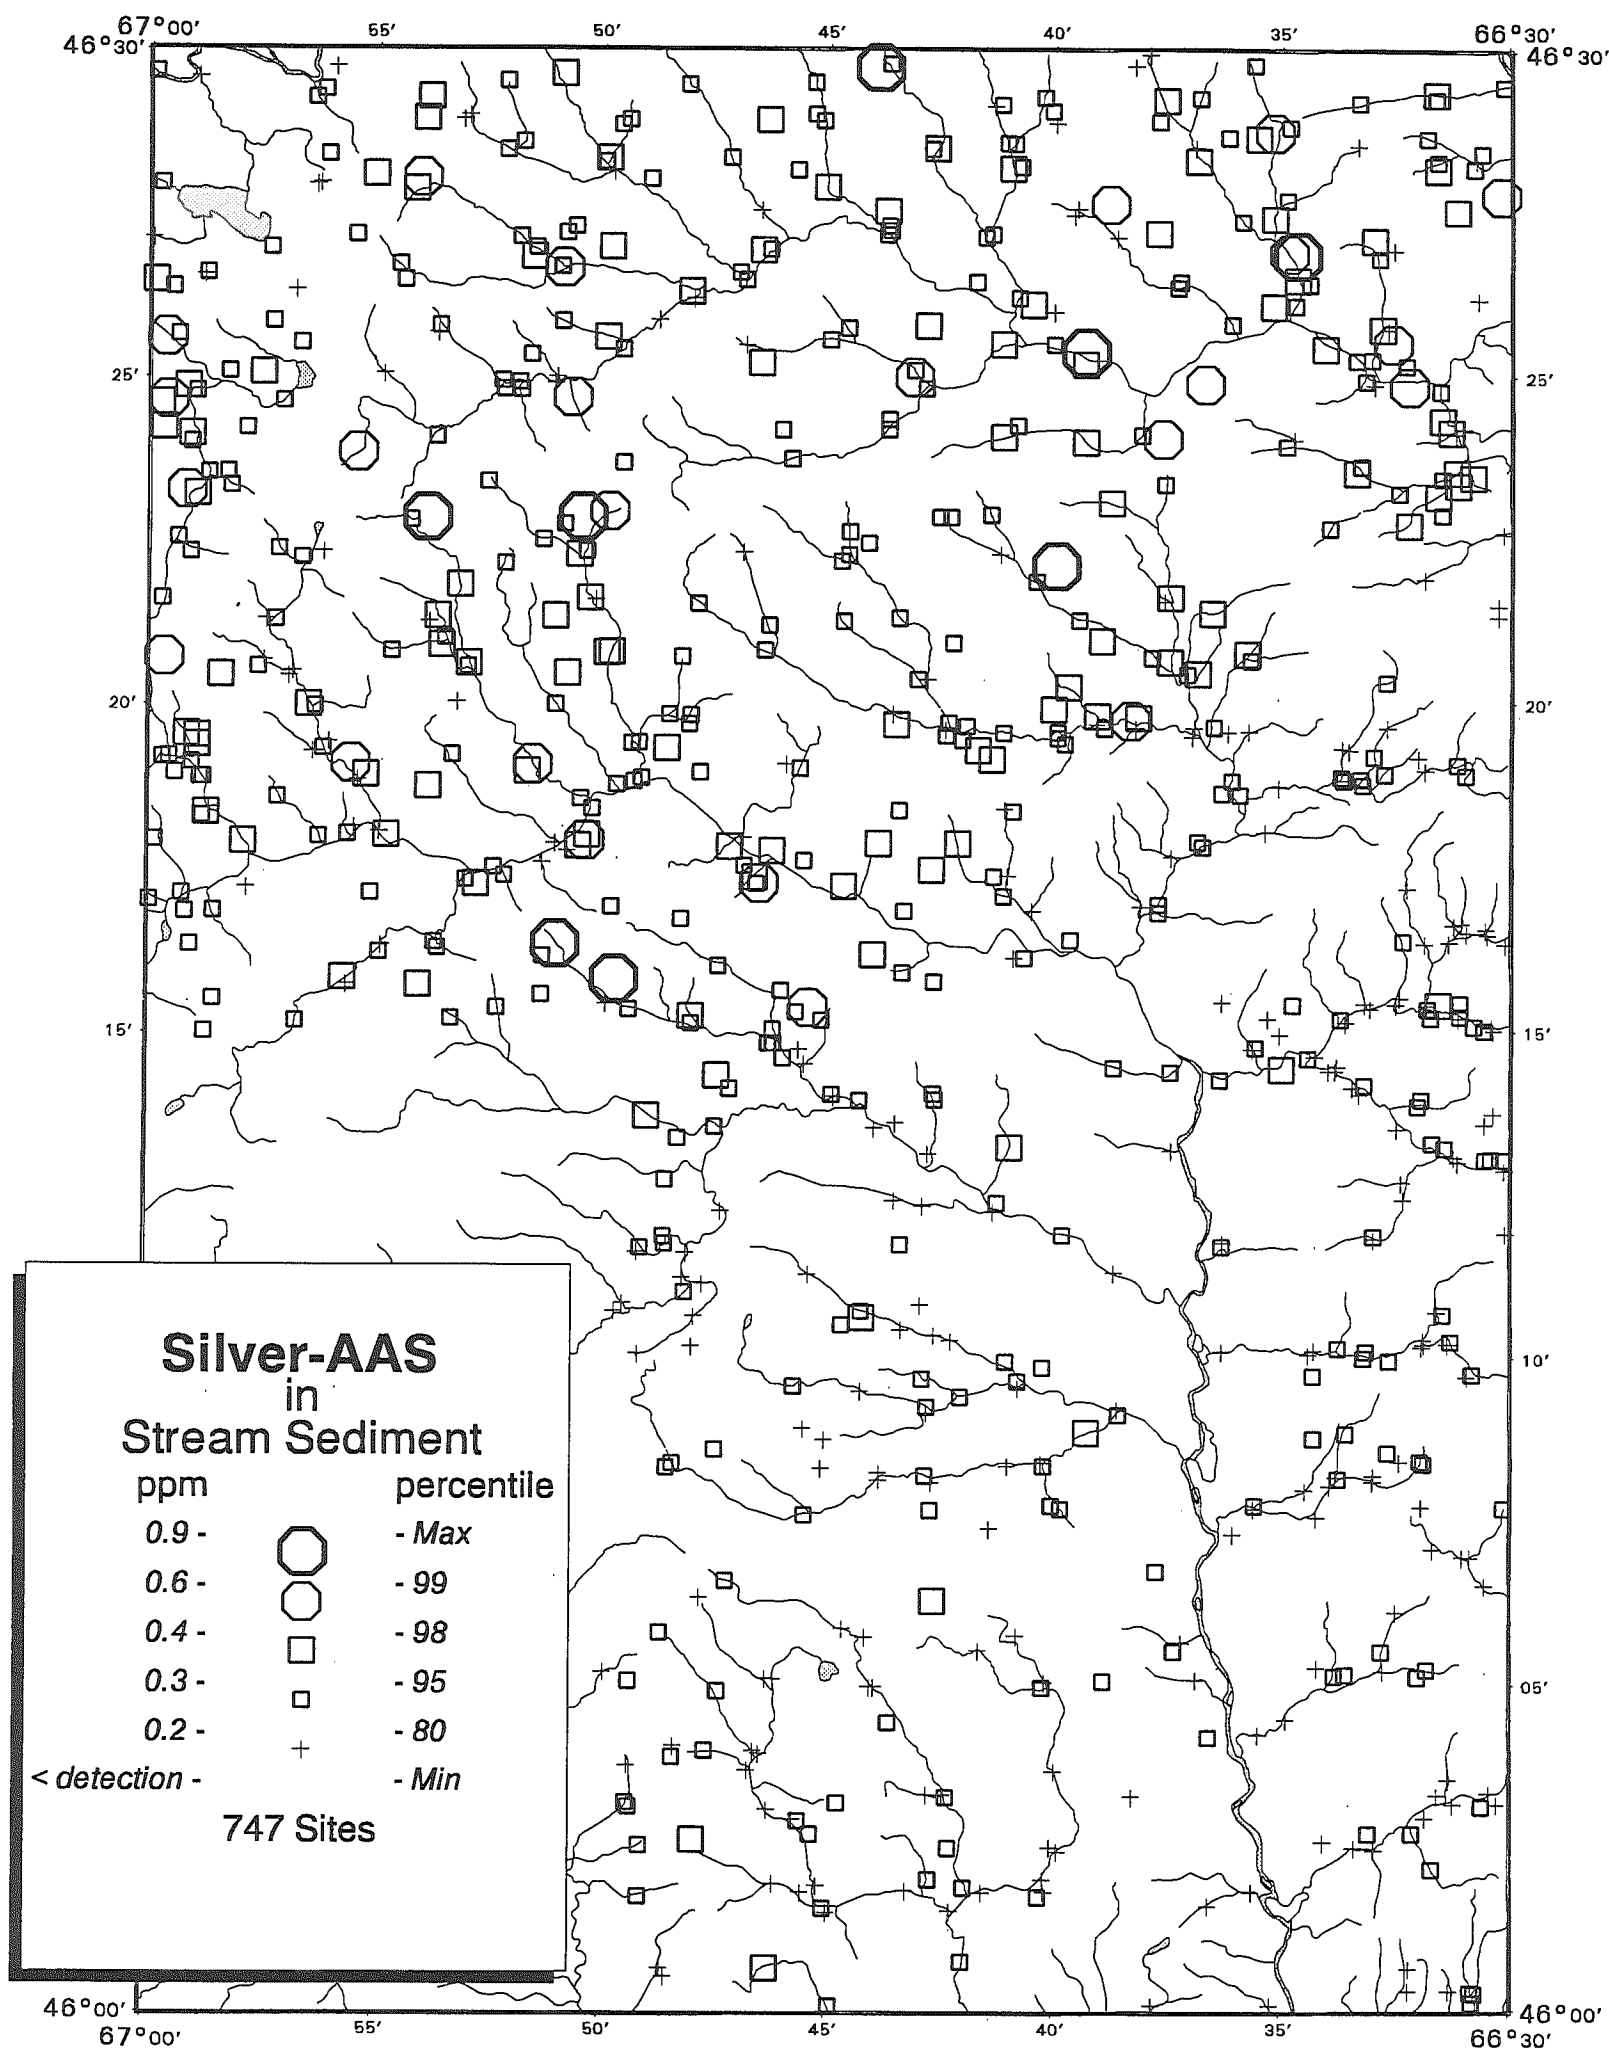 67°00′ 55′ 50′ 45′ 40′ 35′ 66°30′
46°30′ 46°30′
25′ 25′
20′ 20′
15′ 15′
10′
Silver-AAS
in
Stream Sediment
ppm percentile
0.9 - - Max
0.6 - - 99
0.4 - - 98
0.3 - - 95
0.2 - - 80
< detection - - Min
747 Sites
05′
46°00′ 46°00′
67°00′ 55′ 50′ 45′ 40′ 35′ 66°30′